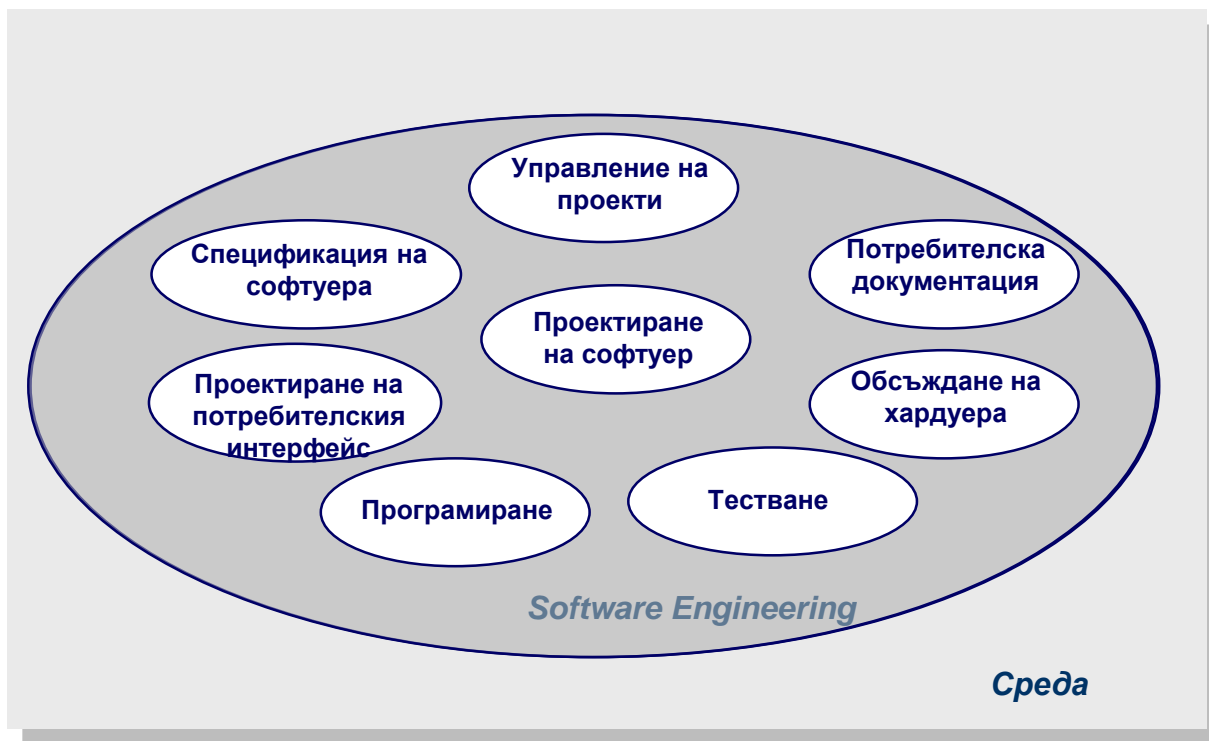 Управление на
проекти
Спецификация на
софтуера
Потребителска
документация
Проектиране
на софтуер
Проектиране на
потребителския
интерфейс
Обсъждане на
хардуера
Програмиране
Тестване
Software Engineering
Среда